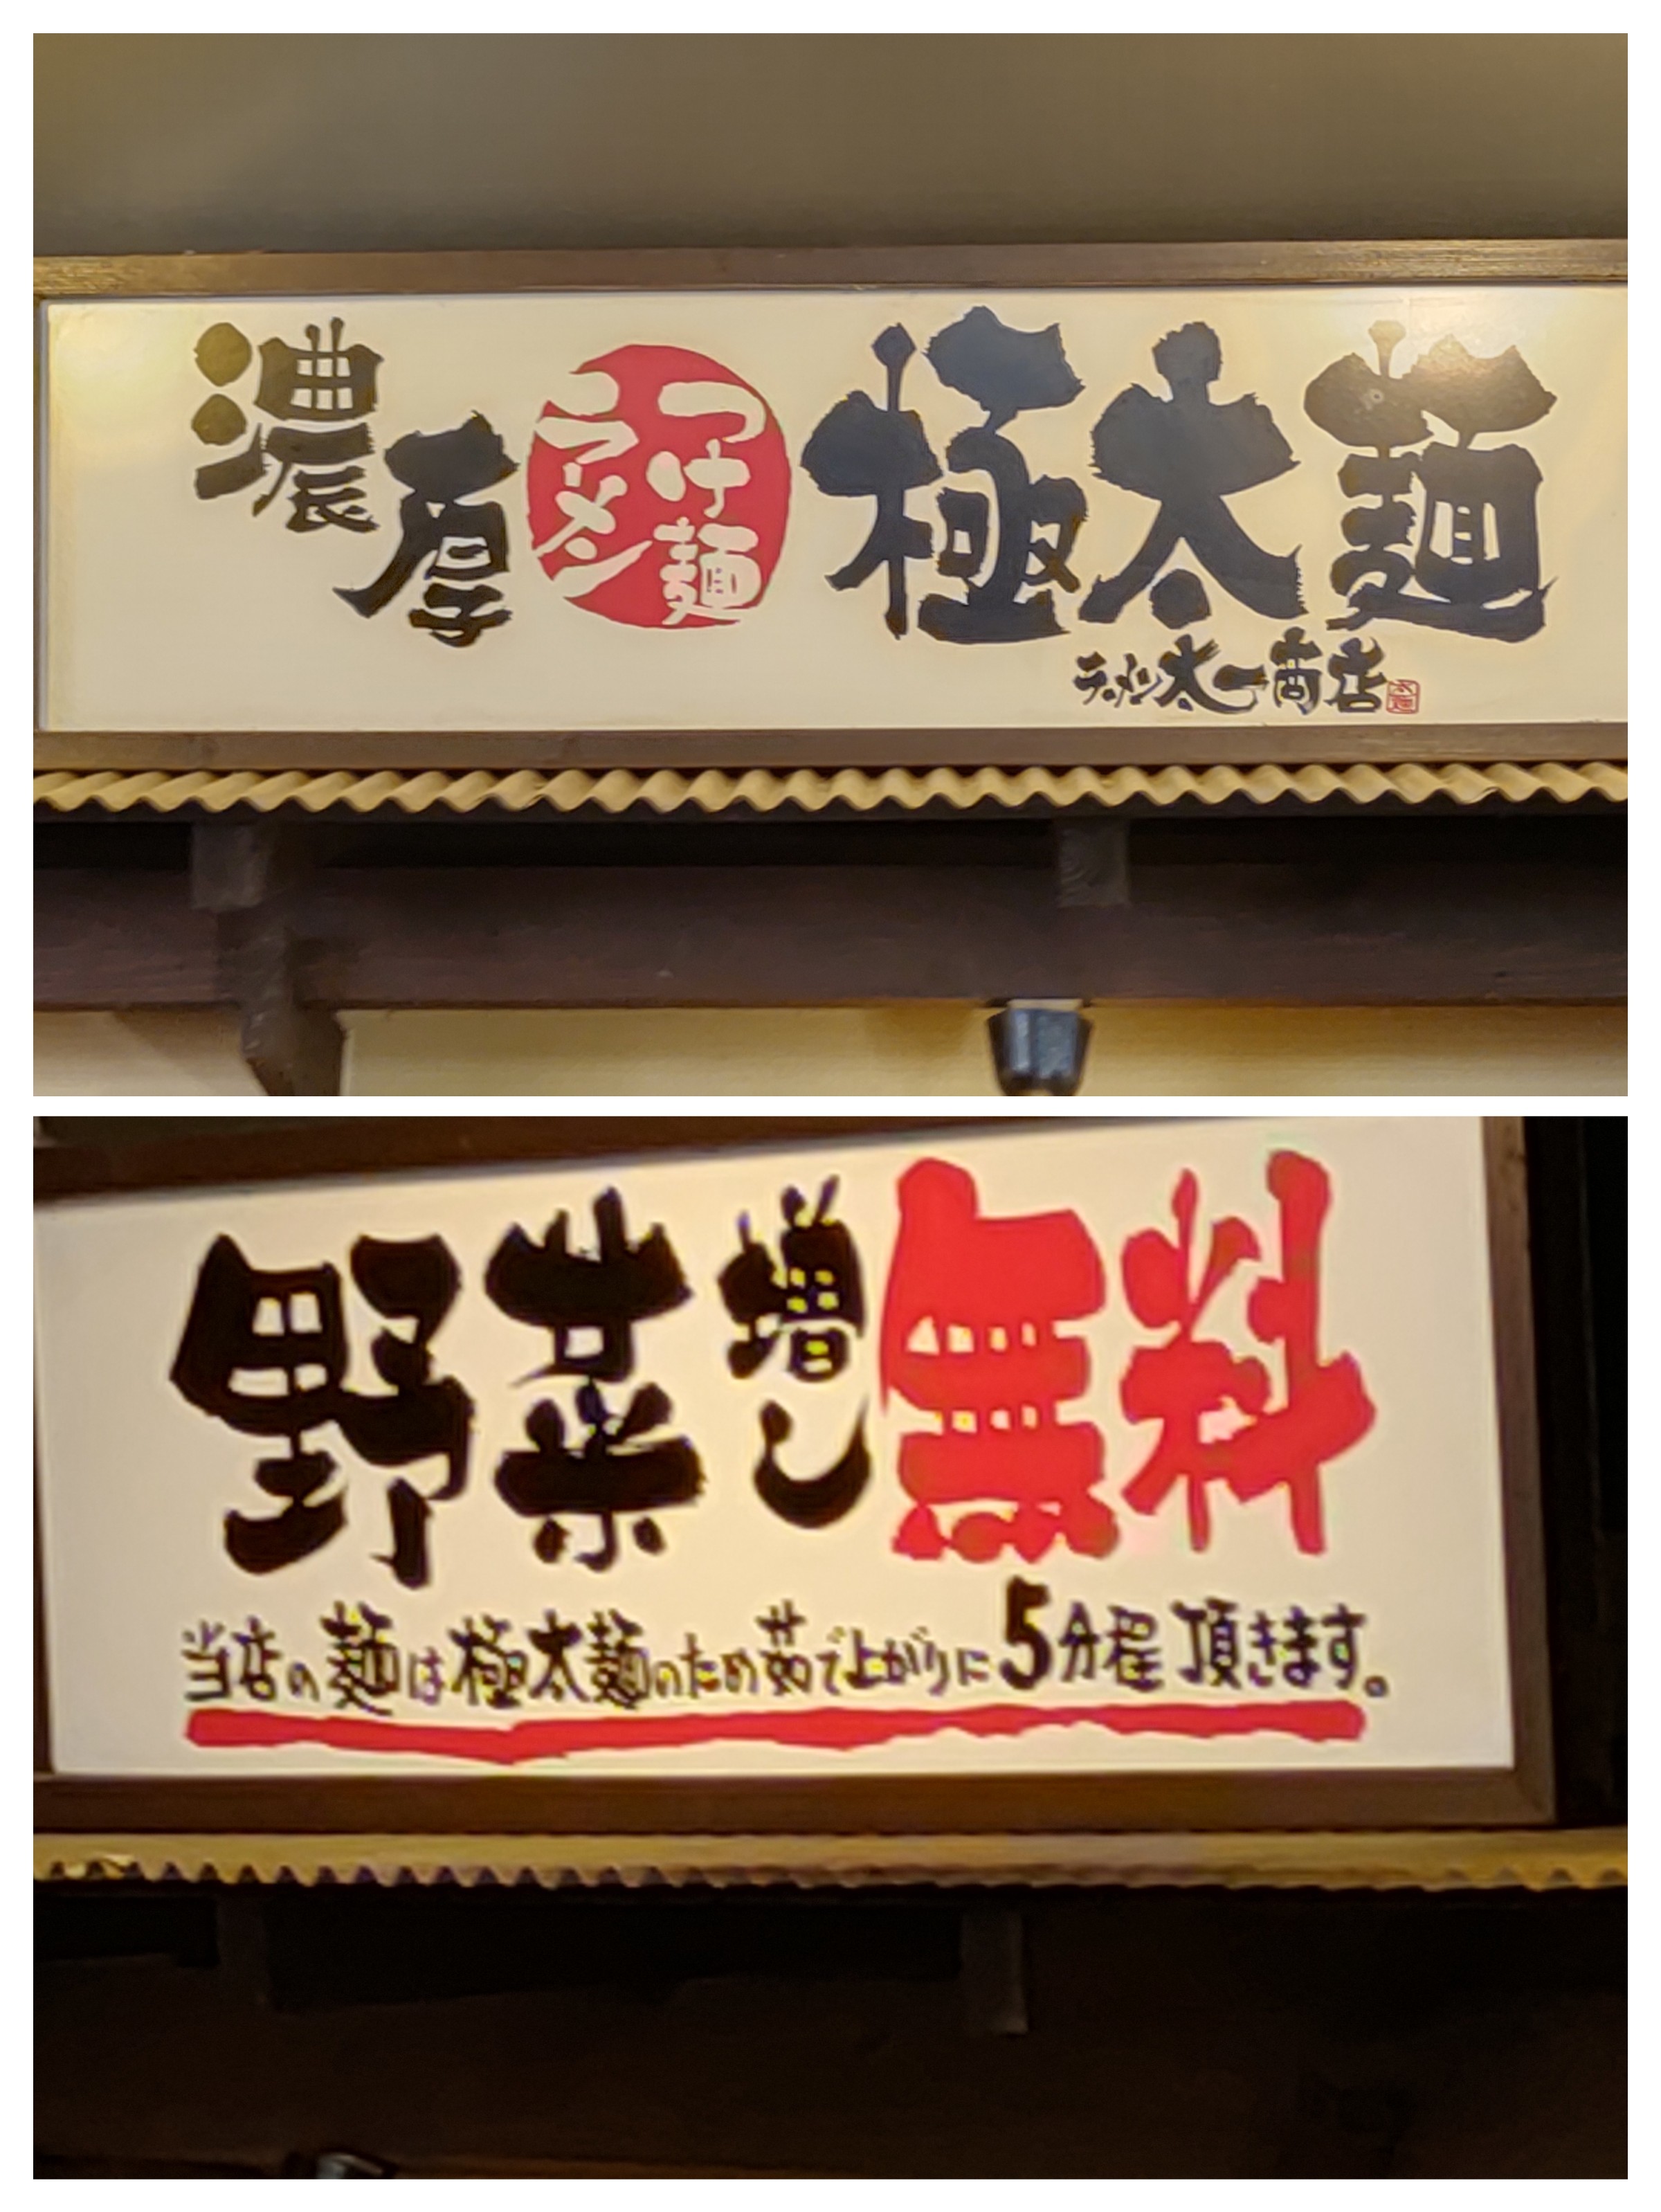 濃厚
つけ麺
ラーメン
極太麺
ラーメン太一商店
野菜増し無料
当店の麺は極太麺のため茹で上がりに5分程頂きます。